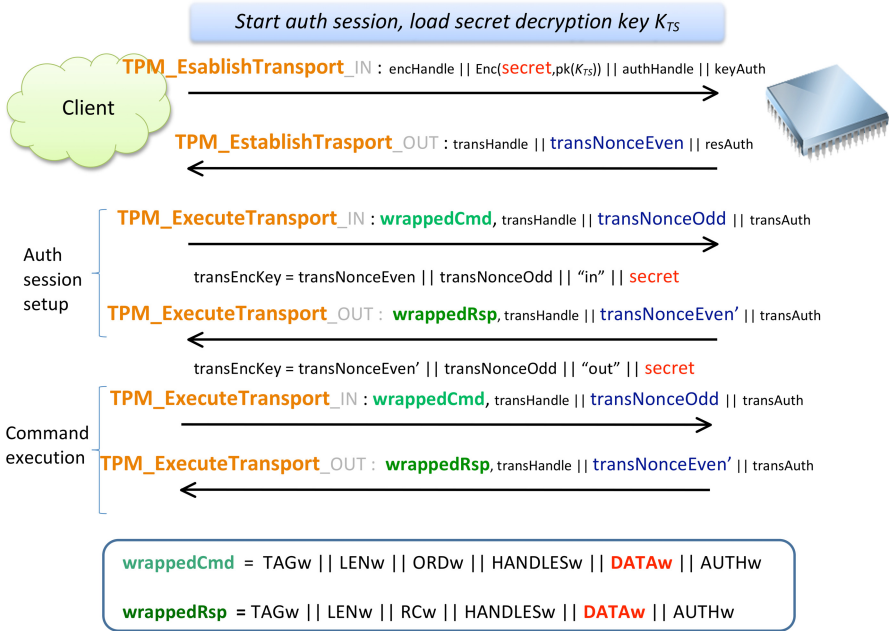 Start auth session, load secret decryption key KTS
TPM_EsablishTransport_IN : encHandle || Enc(secret,pk(KTS)) || authHandle || keyAuth
Client
TPM_EstablishTrasport_OUT : transHandle || transNonceEven || resAuth
TPM_ExecuteTransport_IN : wrappedCmd, transHandle || transNonceOdd || transAuth
Auth
session
setup
transEncKey = transNonceEven || transNonceOdd || “in” || secret
TPM_ExecuteTransport_OUT : wrappedRsp, transHandle || transNonceEven’ || transAuth
transEncKey = transNonceEven’ || transNonceOdd || “out” || secret
TPM_ExecuteTransport_IN : wrappedCmd, transHandle || transNonceOdd || transAuth
Command
execution
TPM_ExecuteTransport_OUT : wrappedRsp, transHandle || transNonceEven’ || transAuth
wrappedCmd = TAGw || LENw || ORDw || HANDLESw || DATAw || AUTHw
wrappedRsp = TAGw || LENw || RCw || HANDLESw || DATAw || AUTHw